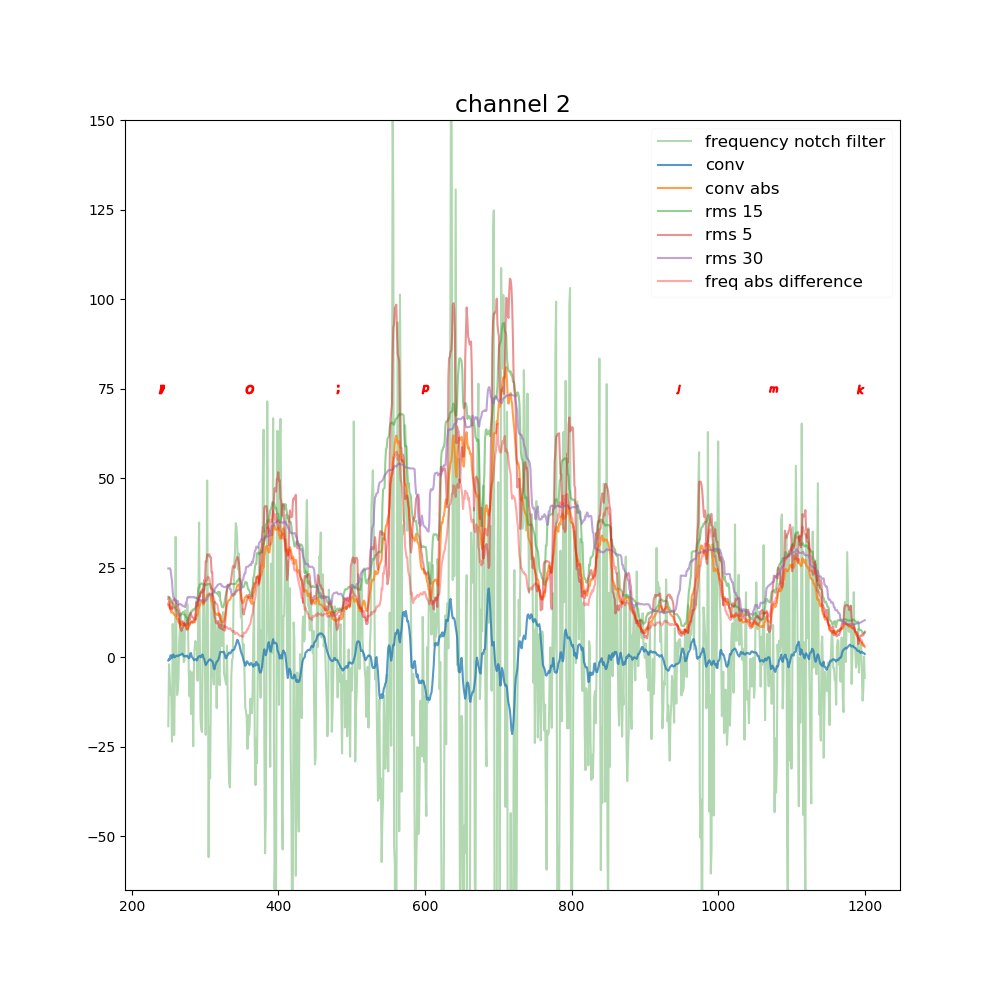 channel 2
150
125
100
75
50
25
0
−25
−50
frequency notch filter
conv
conv abs
rms 15
rms 5
rms 30
freq abs difference
O ; p j m k
200 400 600 800 1000 1200